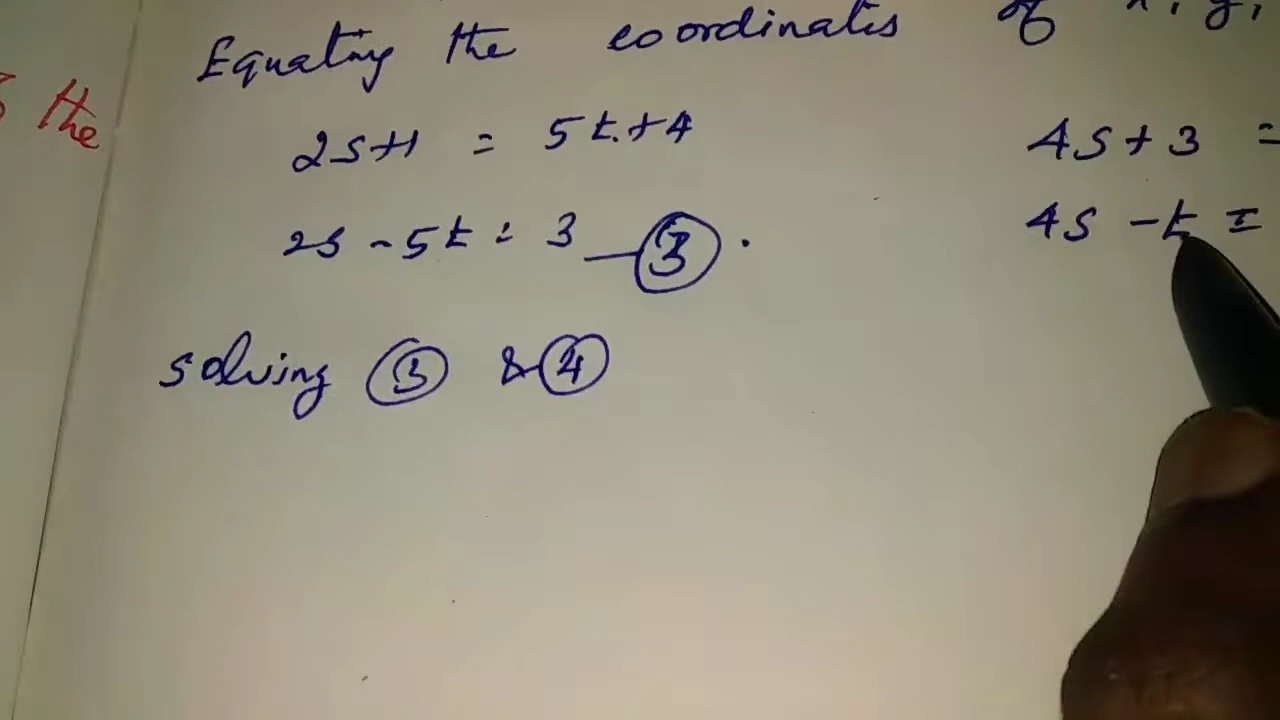 Equating the coordinates of x, y,
the
2s+1 = 5t.+4
4s+3 =
2s - 5t = 3 — ③ .
4s - t =
solving ③ & ④